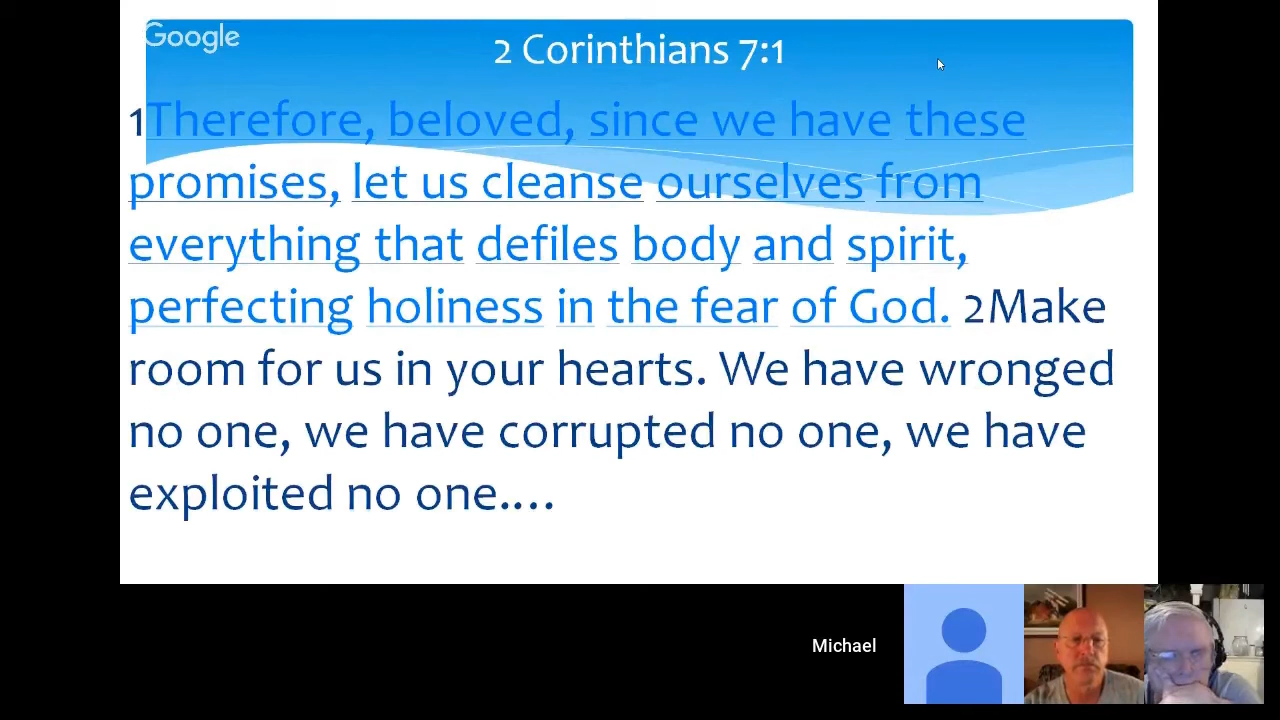 Google
2 Corinthians 7:1
1Therefore, beloved, since we have these
promises, let us cleanse ourselves from
everything that defiles body and spirit,
perfecting holiness in the fear of God. 2Make
room for us in your hearts. We have wronged
no one, we have corrupted no one, we have
exploited no one.…
Michael